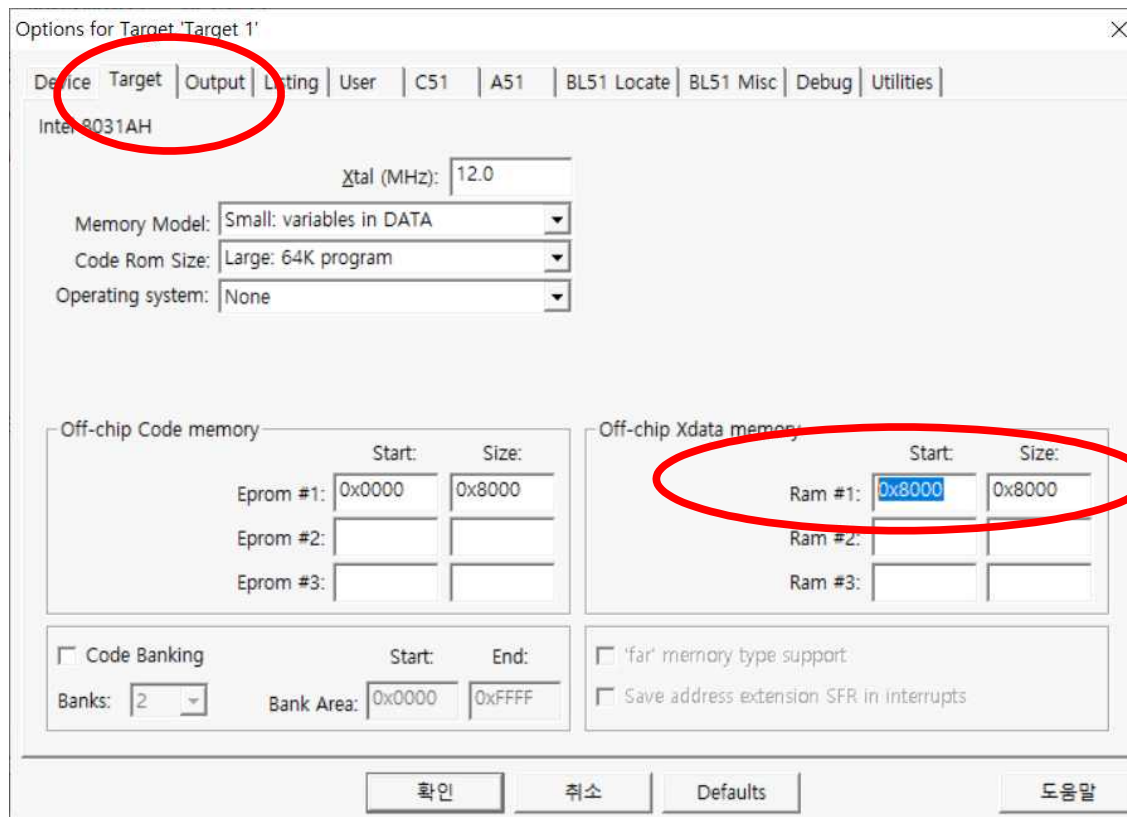 Options for Target 'Target 1'
Device Target Output Listing User C51 A51 BL51 Locate BL51 Misc Debug Utilities
Intel 8031AH
Xtal (MHz): 12.0
Memory Model: Small: variables in DATA
Code Rom Size: Large: 64K program
Operating system: None
Off-chip Code memory
Start: Size:
Eprom #1: 0x0000 0x8000
Eprom #2:
Eprom #3:
Off-chip Xdata memory
Start: Size:
Ram #1: 0x8000 0x8000
Ram #2:
Ram #3:
Code Banking Start: End:
Banks: 2 Bank Area: 0x0000 0xFFFF
'far' memory type support
Save address extension SFR in interrupts
확인 취소 Defaults 도움말